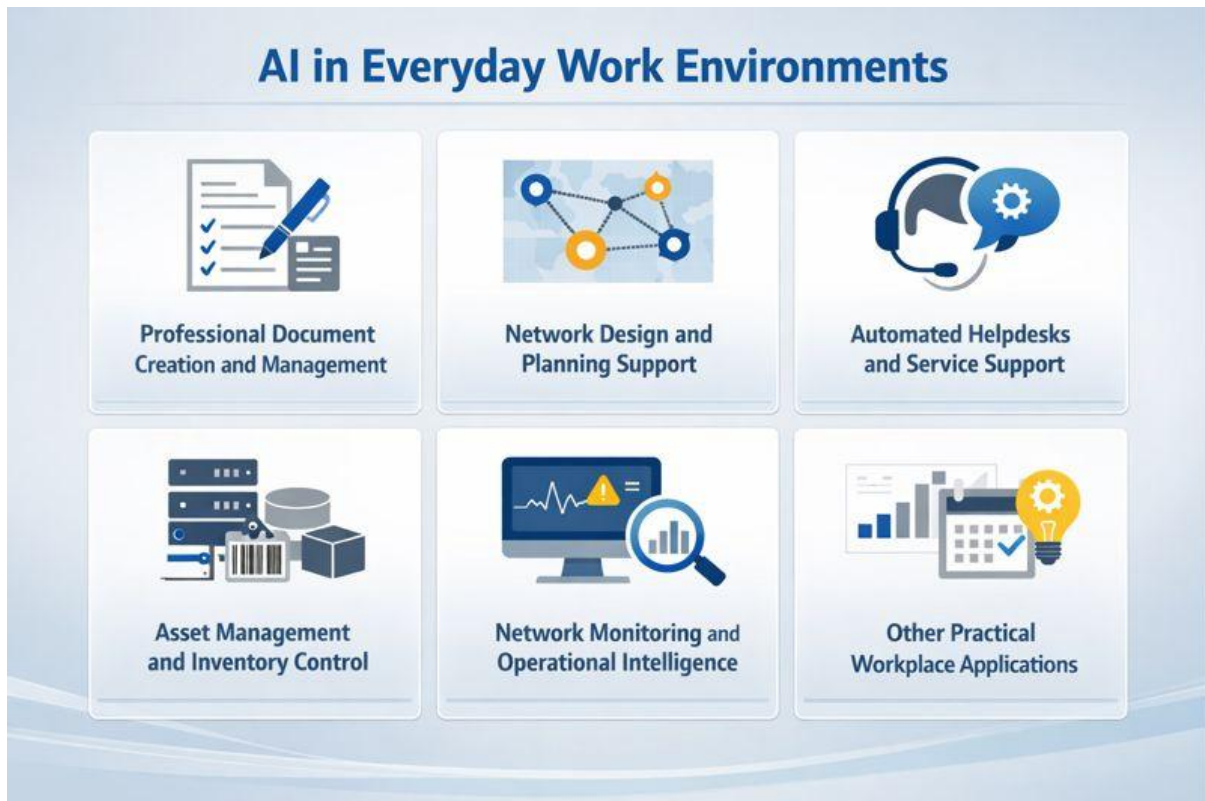 AI in Everyday Work Environments
Professional Document
Creation and Management
Network Design and
Planning Support
Automated Helpdesks
and Service Support
Asset Management
and Inventory Control
Network Monitoring and
Operational Intelligence
Other Practical
Workplace Applications